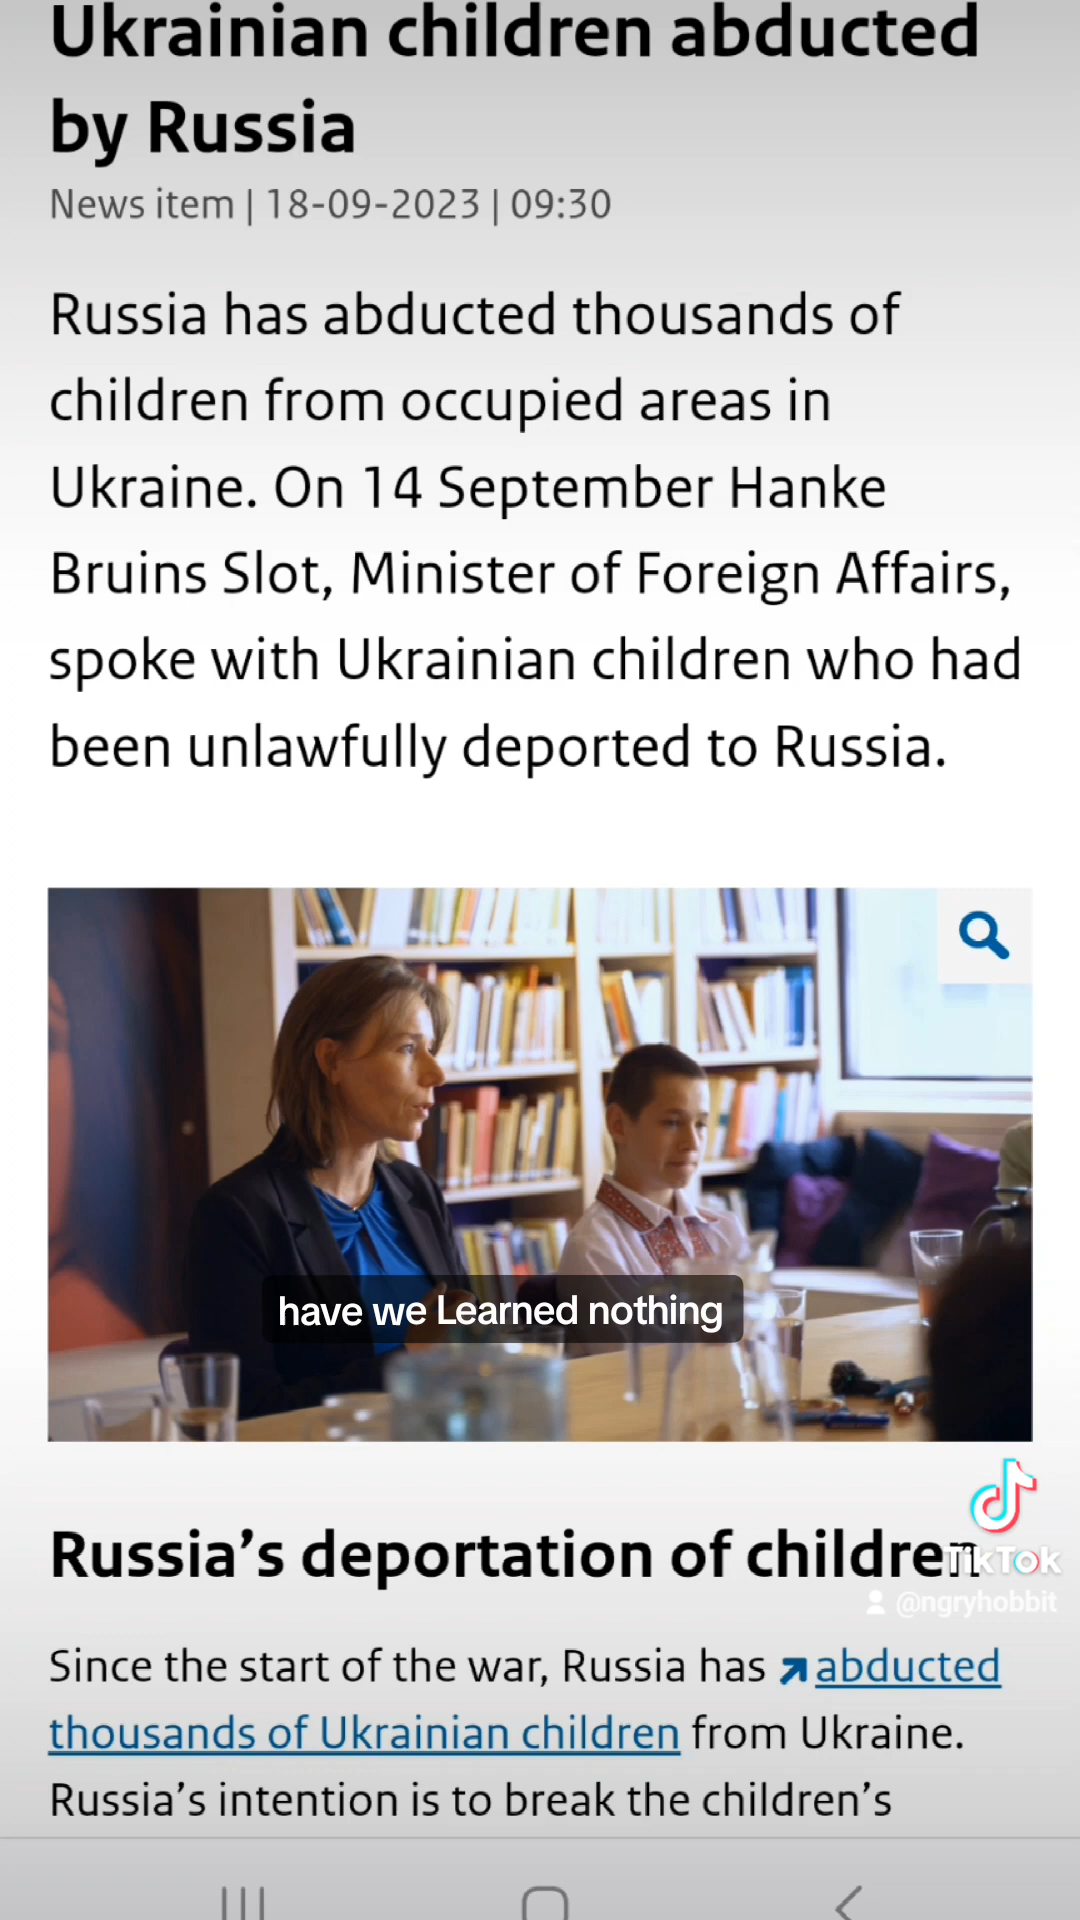 Ukrainian children abducted
by Russia
News item | 18-09-2023 | 09:30
Russia has abducted thousands of
children from occupied areas in
Ukraine. On 14 September Hanke
Bruins Slot, Minister of Foreign Affairs,
spoke with Ukrainian children who had
been unlawfully deported to Russia.
have we Learned nothing
Russia’s deportation of children
TikTok
@ngryhobbit
Since the start of the war, Russia has abducted
thousands of Ukrainian children from Ukraine.
Russia’s intention is to break the children’s